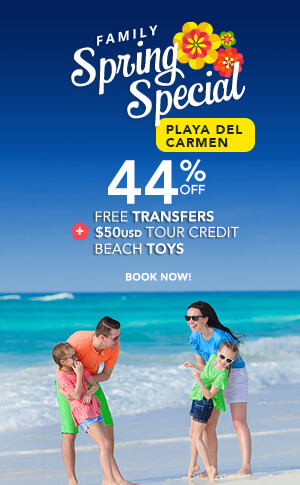 FAMILY
Spring
Special
PLAYA DEL
CARMEN
44% OFF
FREE TRANSFERS
+ $50USD TOUR CREDIT
BEACH TOYS
BOOK NOW!